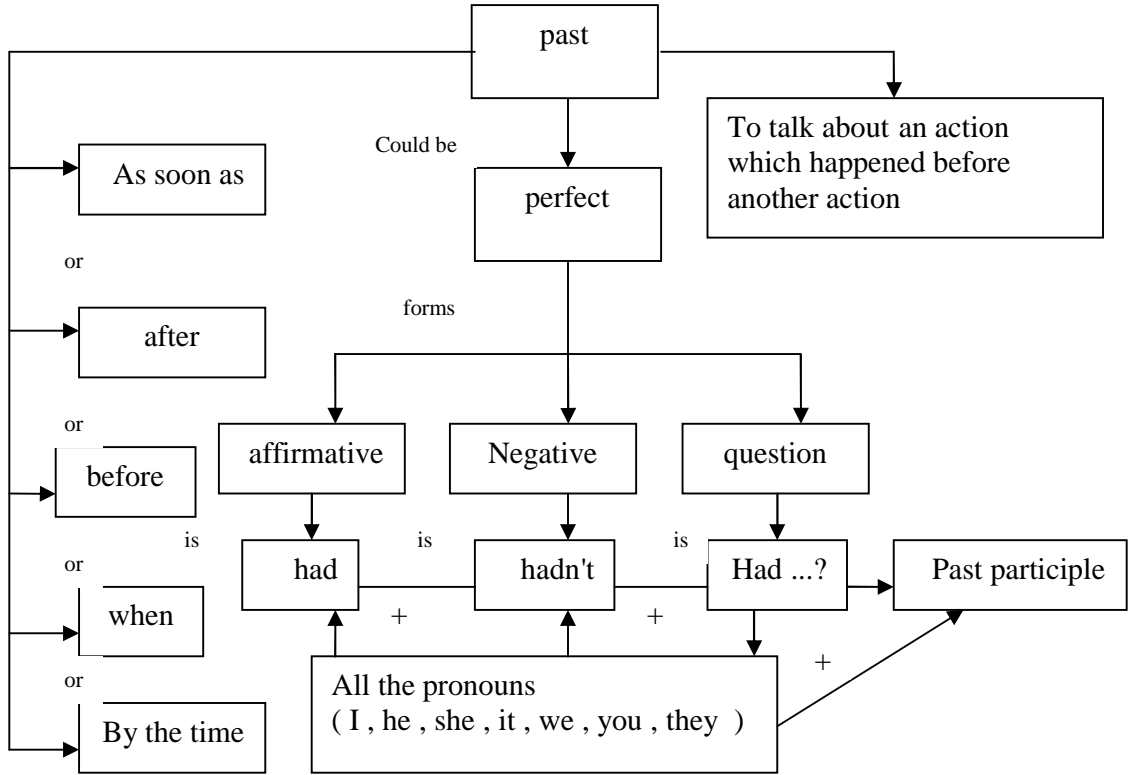 past
To talk about an action
which happened before
another action
Could be
As soon as
perfect
or
forms
after
or
affirmative
Negative
question
before
is
is
is
or
had
hadn't
Had ...?
Past participle
when
+
+
+
or
All the pronouns
( I , he , she , it , we , you , they )
By the time